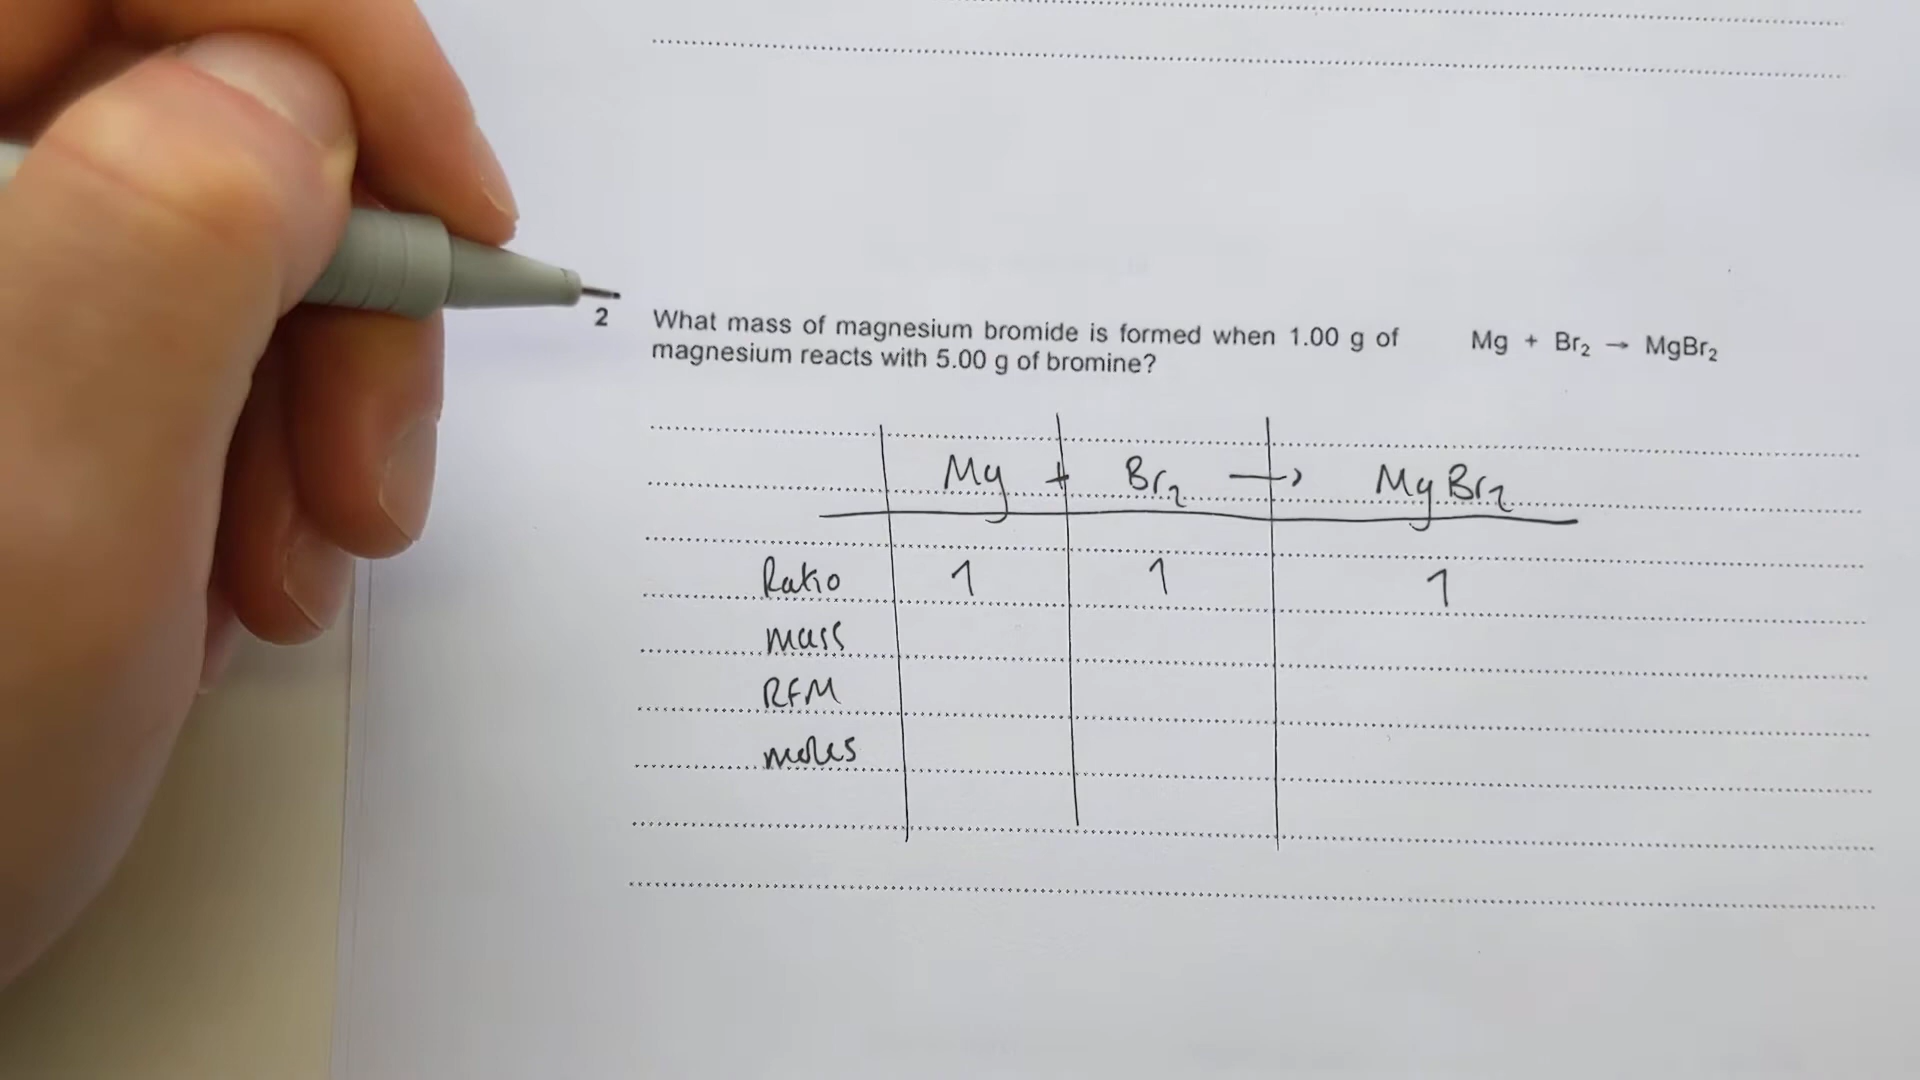 2 What mass of magnesium bromide is formed when 1.00 g of magnesium reacts with 5.00 g of bromine?
Mg + Br₂ → MgBr₂
Mg + Br₂ → MgBr₂
Ratio 1 1 1
mass
RFM
moles